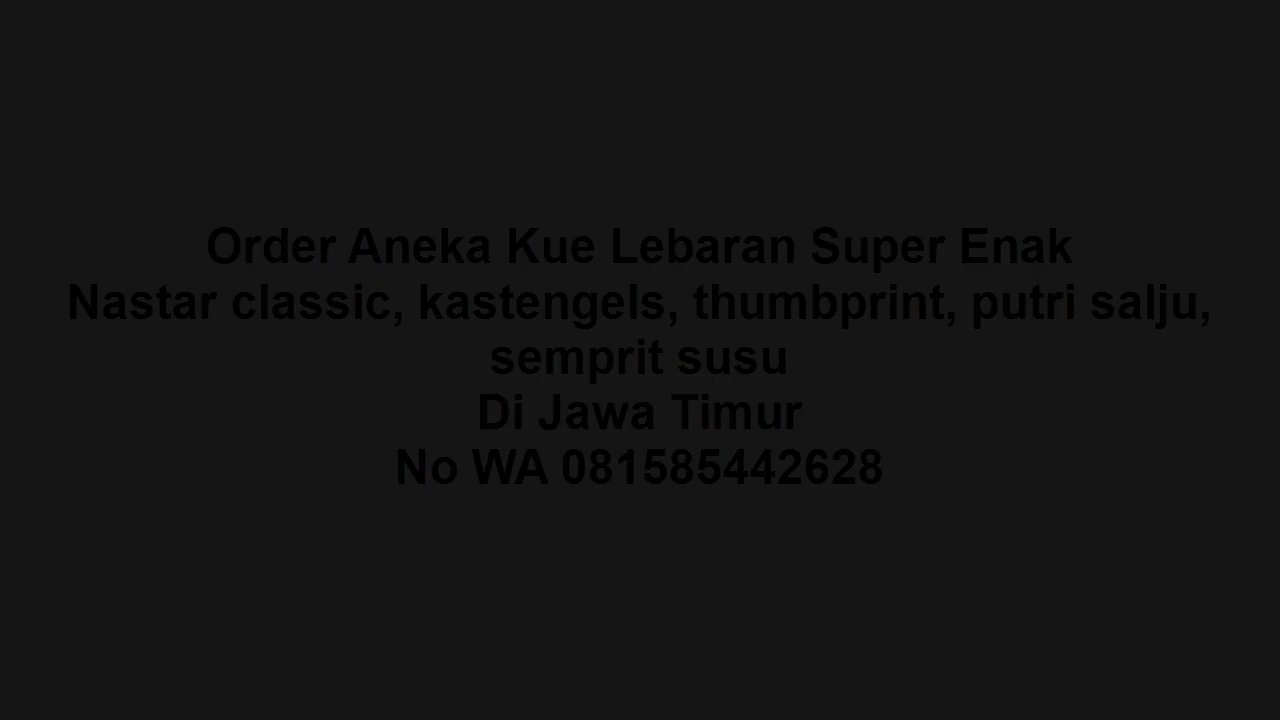 Order Aneka Kue Lebaran Super Enak
Nastar classic, kastengels, thumbprint, putri salju,
semprit susu
Di Jawa Timur
No WA 081585442628